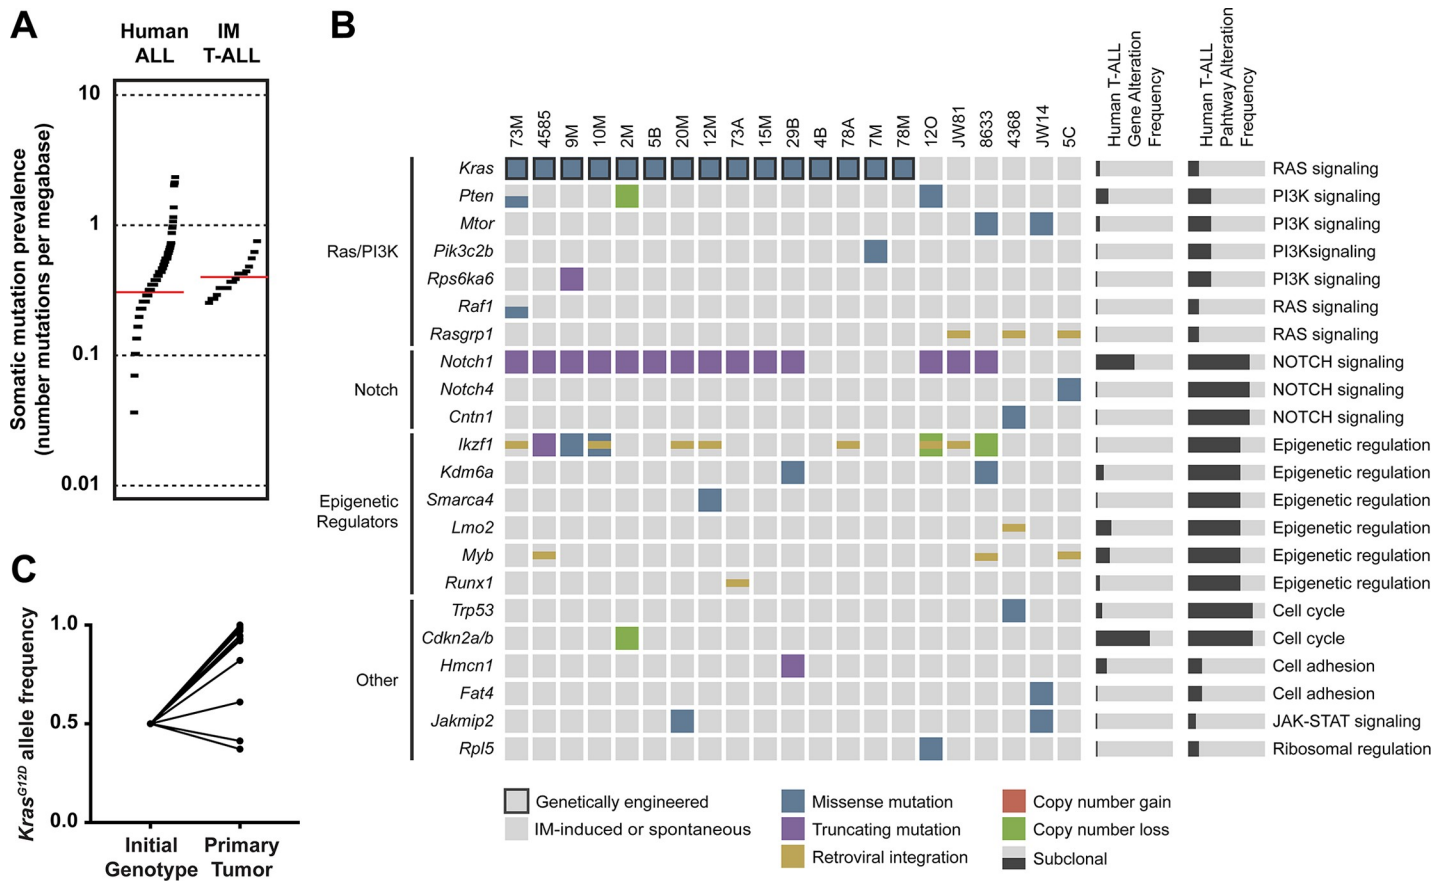 A
Human
ALL
IM
T-ALL
Somatic mutation prevalence
(number mutations per megabase)
10
1
0.1
0.01
B
73M
4585
9M
10M
2M
5B
20M
12M
73A
15M
29B
4B
78A
7M
78M
12O
JW81
8633
4368
JW14
5C
Human T-ALL
Gene Alteration
Frequency
Human T-ALL
Pahtway Alteration
Frequency
Ras/PI3K
Kras RAS signaling
Pten PI3K signaling
Mtor PI3K signaling
Pik3c2b PI3Ksignaling
Rps6ka6 PI3K signaling
Raf1 RAS signaling
Rasgrp1 RAS signaling
Notch
Notch1 NOTCH signaling
Notch4 NOTCH signaling
Cntn1 NOTCH signaling
Epigenetic
Regulators
Ikzf1 Epigenetic regulation
Kdm6a Epigenetic regulation
Smarca4 Epigenetic regulation
Lmo2 Epigenetic regulation
Myb Epigenetic regulation
Runx1 Epigenetic regulation
Other
Trp53 Cell cycle
Cdkn2a/b Cell cycle
Hmcn1 Cell adhesion
Fat4 Cell adhesion
Jakmip2 JAK-STAT signaling
Rpl5 Ribosomal regulation
Genetically engineered
IM-induced or spontaneous
Missense mutation
Truncating mutation
Retroviral integration
Copy number gain
Copy number loss
Subclonal
C
KrasG12D allele frequency
1.0
0.5
0.0
Initial
Genotype
Primary
Tumor